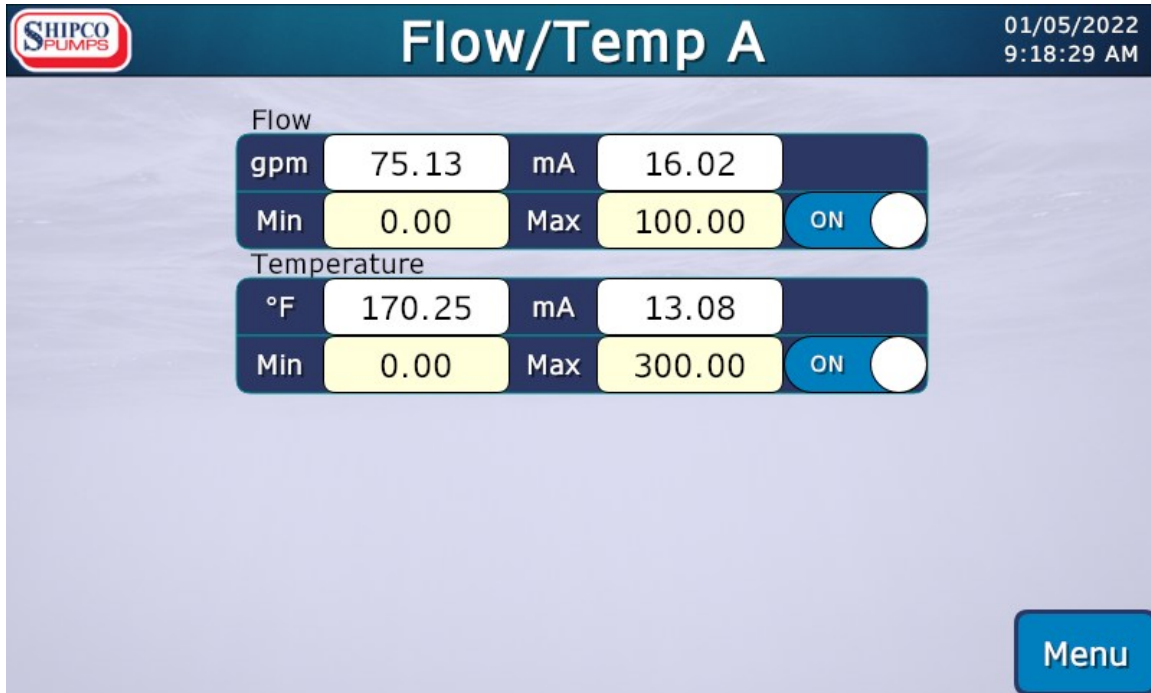 SHIPCO
PUMPS
Flow/Temp A
01/05/2022
9:18:29 AM
Flow
gpm 75.13 mA 16.02
Min 0.00 Max 100.00 ON
Temperature
°F 170.25 mA 13.08
Min 0.00 Max 300.00 ON
Menu